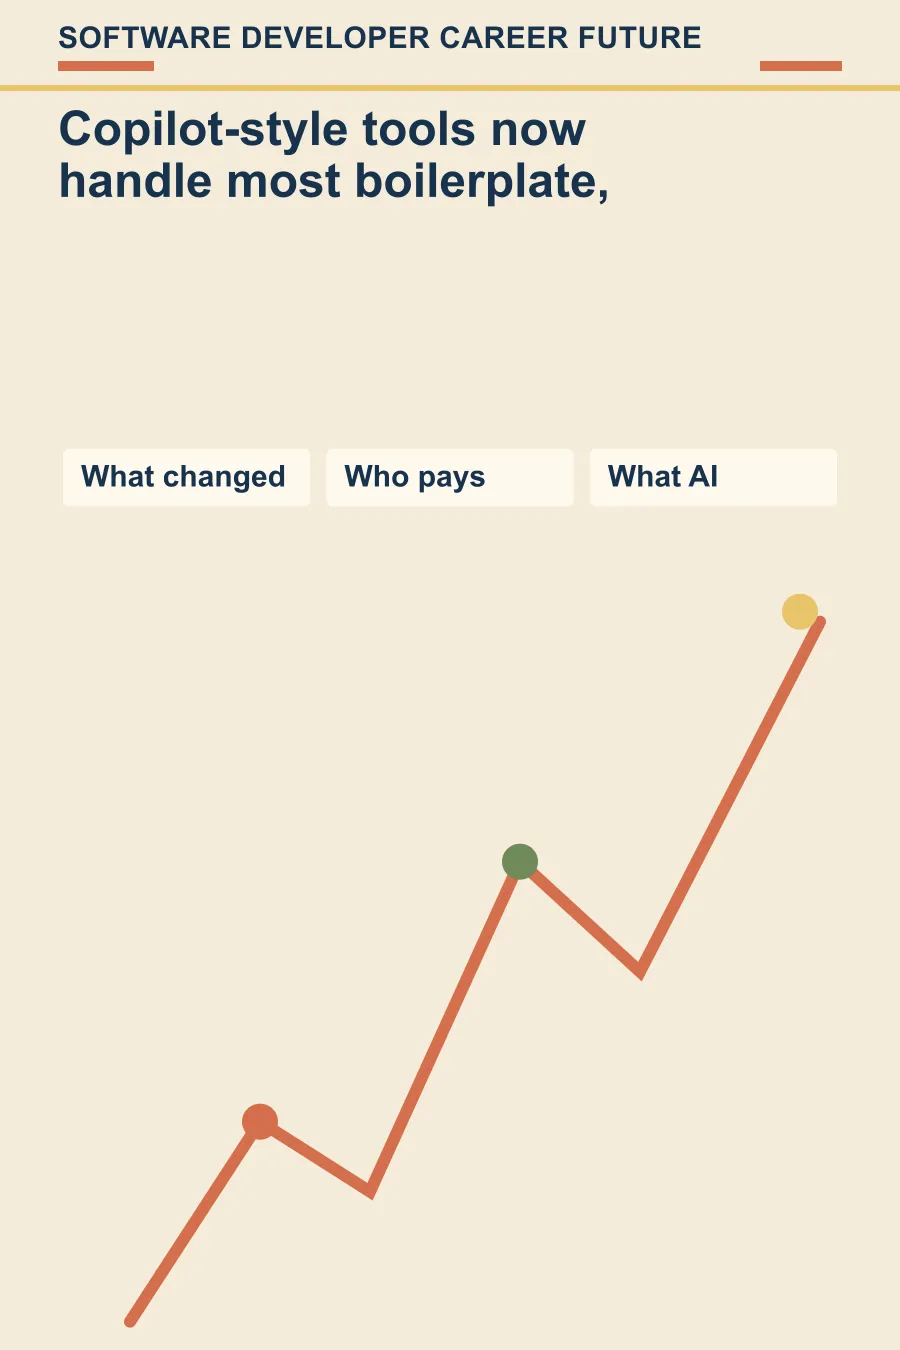 SOFTWARE DEVELOPER CAREER FUTURE
Copilot-style tools now
handle most boilerplate,
What changed
Who pays
What AI